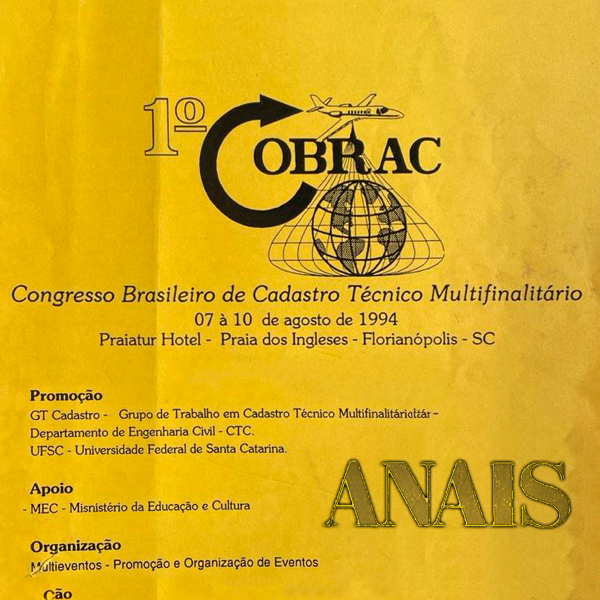 1º COBRAC
Congresso Brasileiro de Cadastro Técnico Multifinalitário
07 à 10 de agosto de 1994
Praiatur Hotel - Praia dos Ingleses - Florianópolis - SC
Promoção
GT Cadastro - Grupo de Trabalho em Cadastro Técnico
Departamento de Engenharia Civil - CTC.
UFSC - Universidade Federal de Santa Catarina.
Apoio
- MEC - Misnistério da Educação e Cultura
ANAIS
Organização
Multieventos - Promoção e Organização de Eventos
Cão